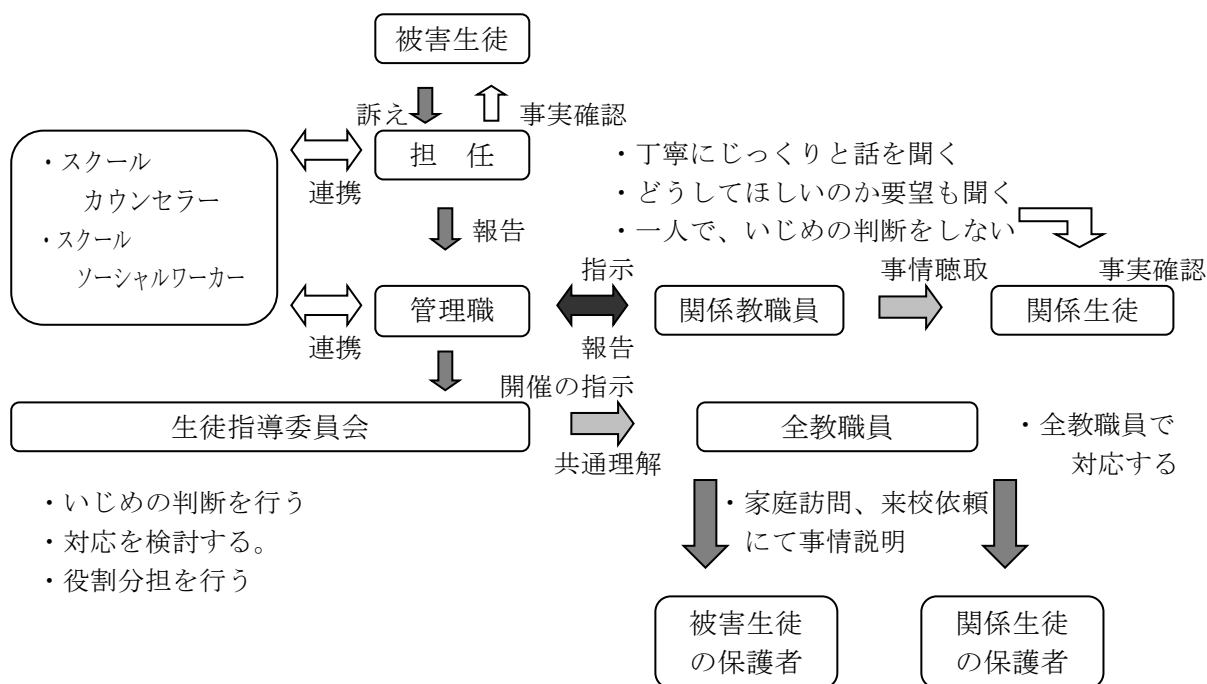 被害生徒
訴え
事実確認
・スクール
カウンセラー
・スクール
ソーシャルワーカー
連携
担　任
・丁寧にじっくりと話を聞く
・どうしてほしいのか要望も聞く
・一人で、いじめの判断をしない
報告
指示
事情聴取
事実確認
管理職
関係教職員
関係生徒
連携
報告
開催の指示
生徒指導委員会
全教職員
・全教職員で
対応する
共通理解
・いじめの判断を行う
・対応を検討する。
・役割分担を行う
・家庭訪問、来校依頼
にて事情説明
被害生徒
の保護者
関係生徒
の保護者